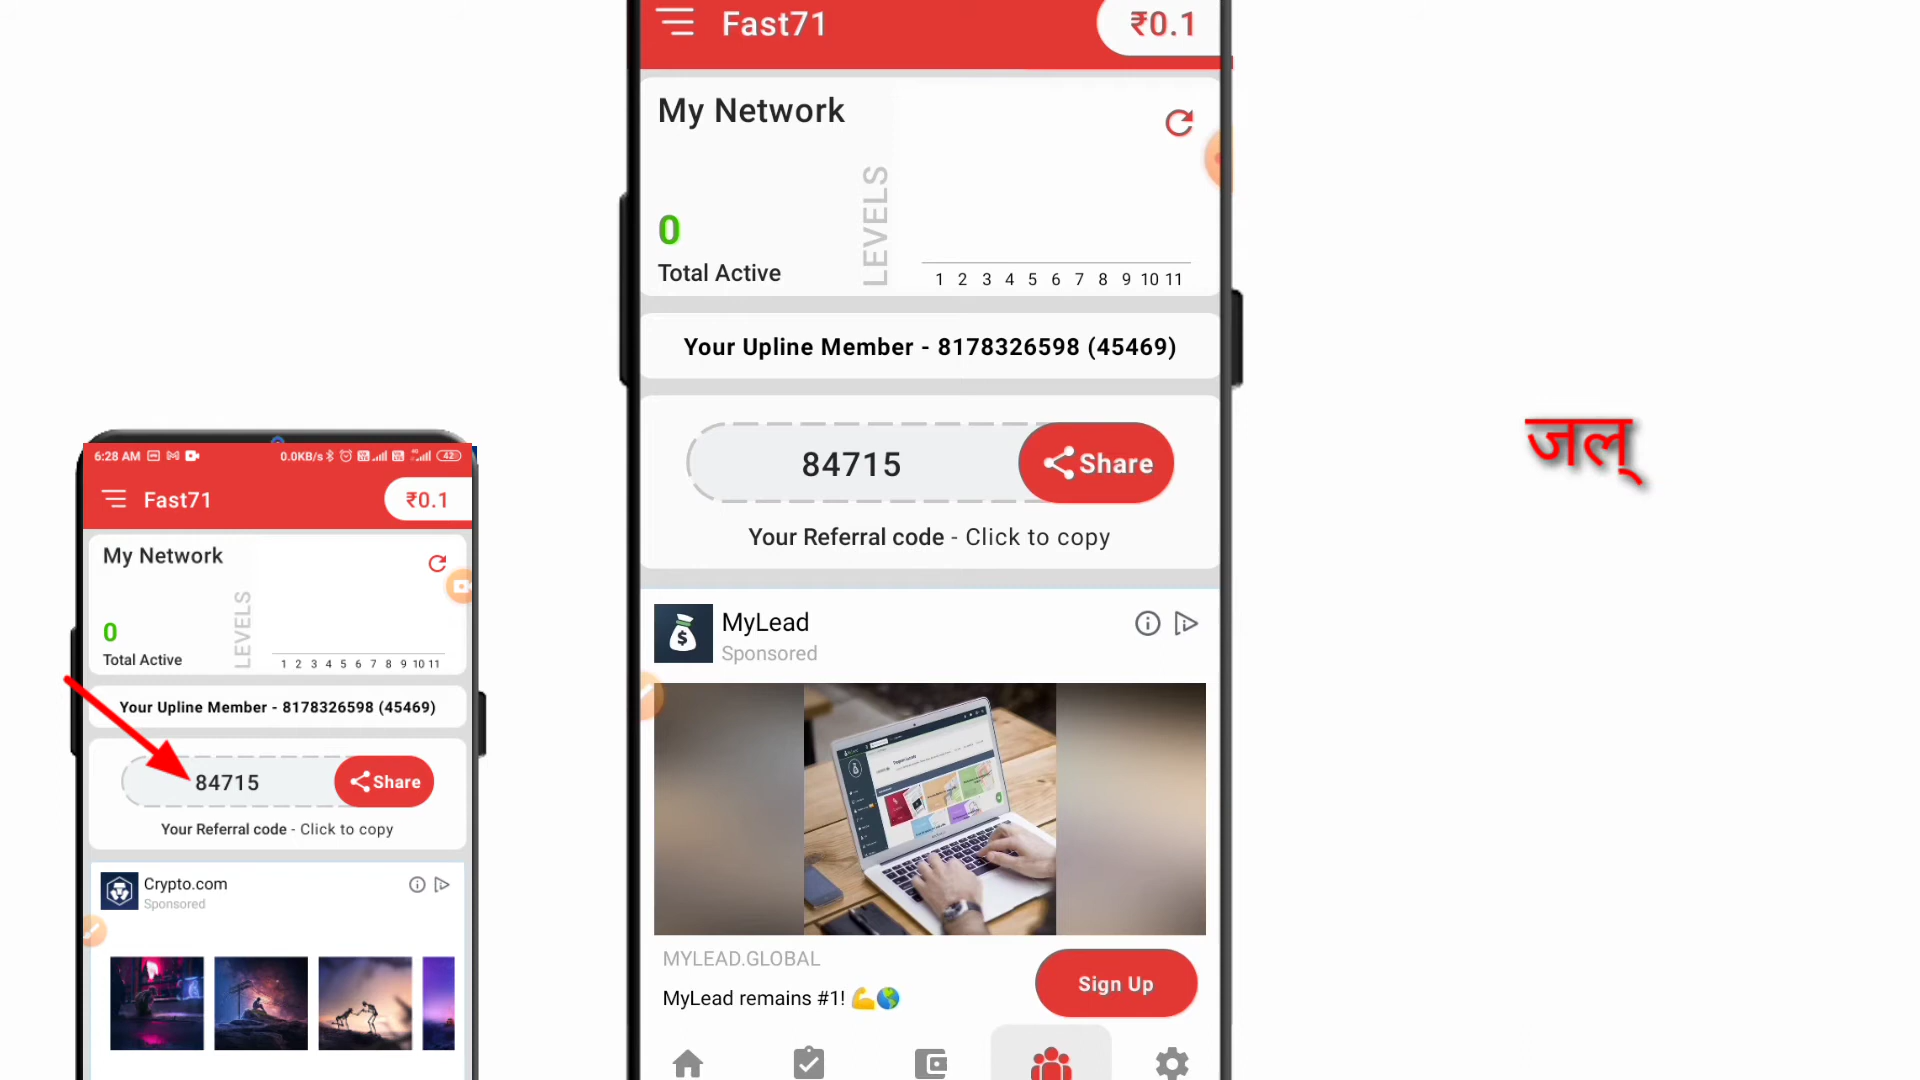 Fast71
₹0.1
My Network
LEVELS
0
Total Active
1 2 3 4 5 6 7 8 9 10 11
Your Upline Member - 8178326598 (45469)
84715
Share
Your Referral code - Click to copy
MyLead
Sponsored
MYLEAD.GLOBAL
MyLead remains #1! 💪🌎
Sign Up
6:28 AM
0.0KB/s
42
Fast71
₹0.1
My Network
LEVELS
0
Total Active
1 2 3 4 5 6 7 8 9 10 11
Your Upline Member - 8178326598 (45469)
84715
Share
Your Referral code - Click to copy
Crypto.com
Sponsored
जल्